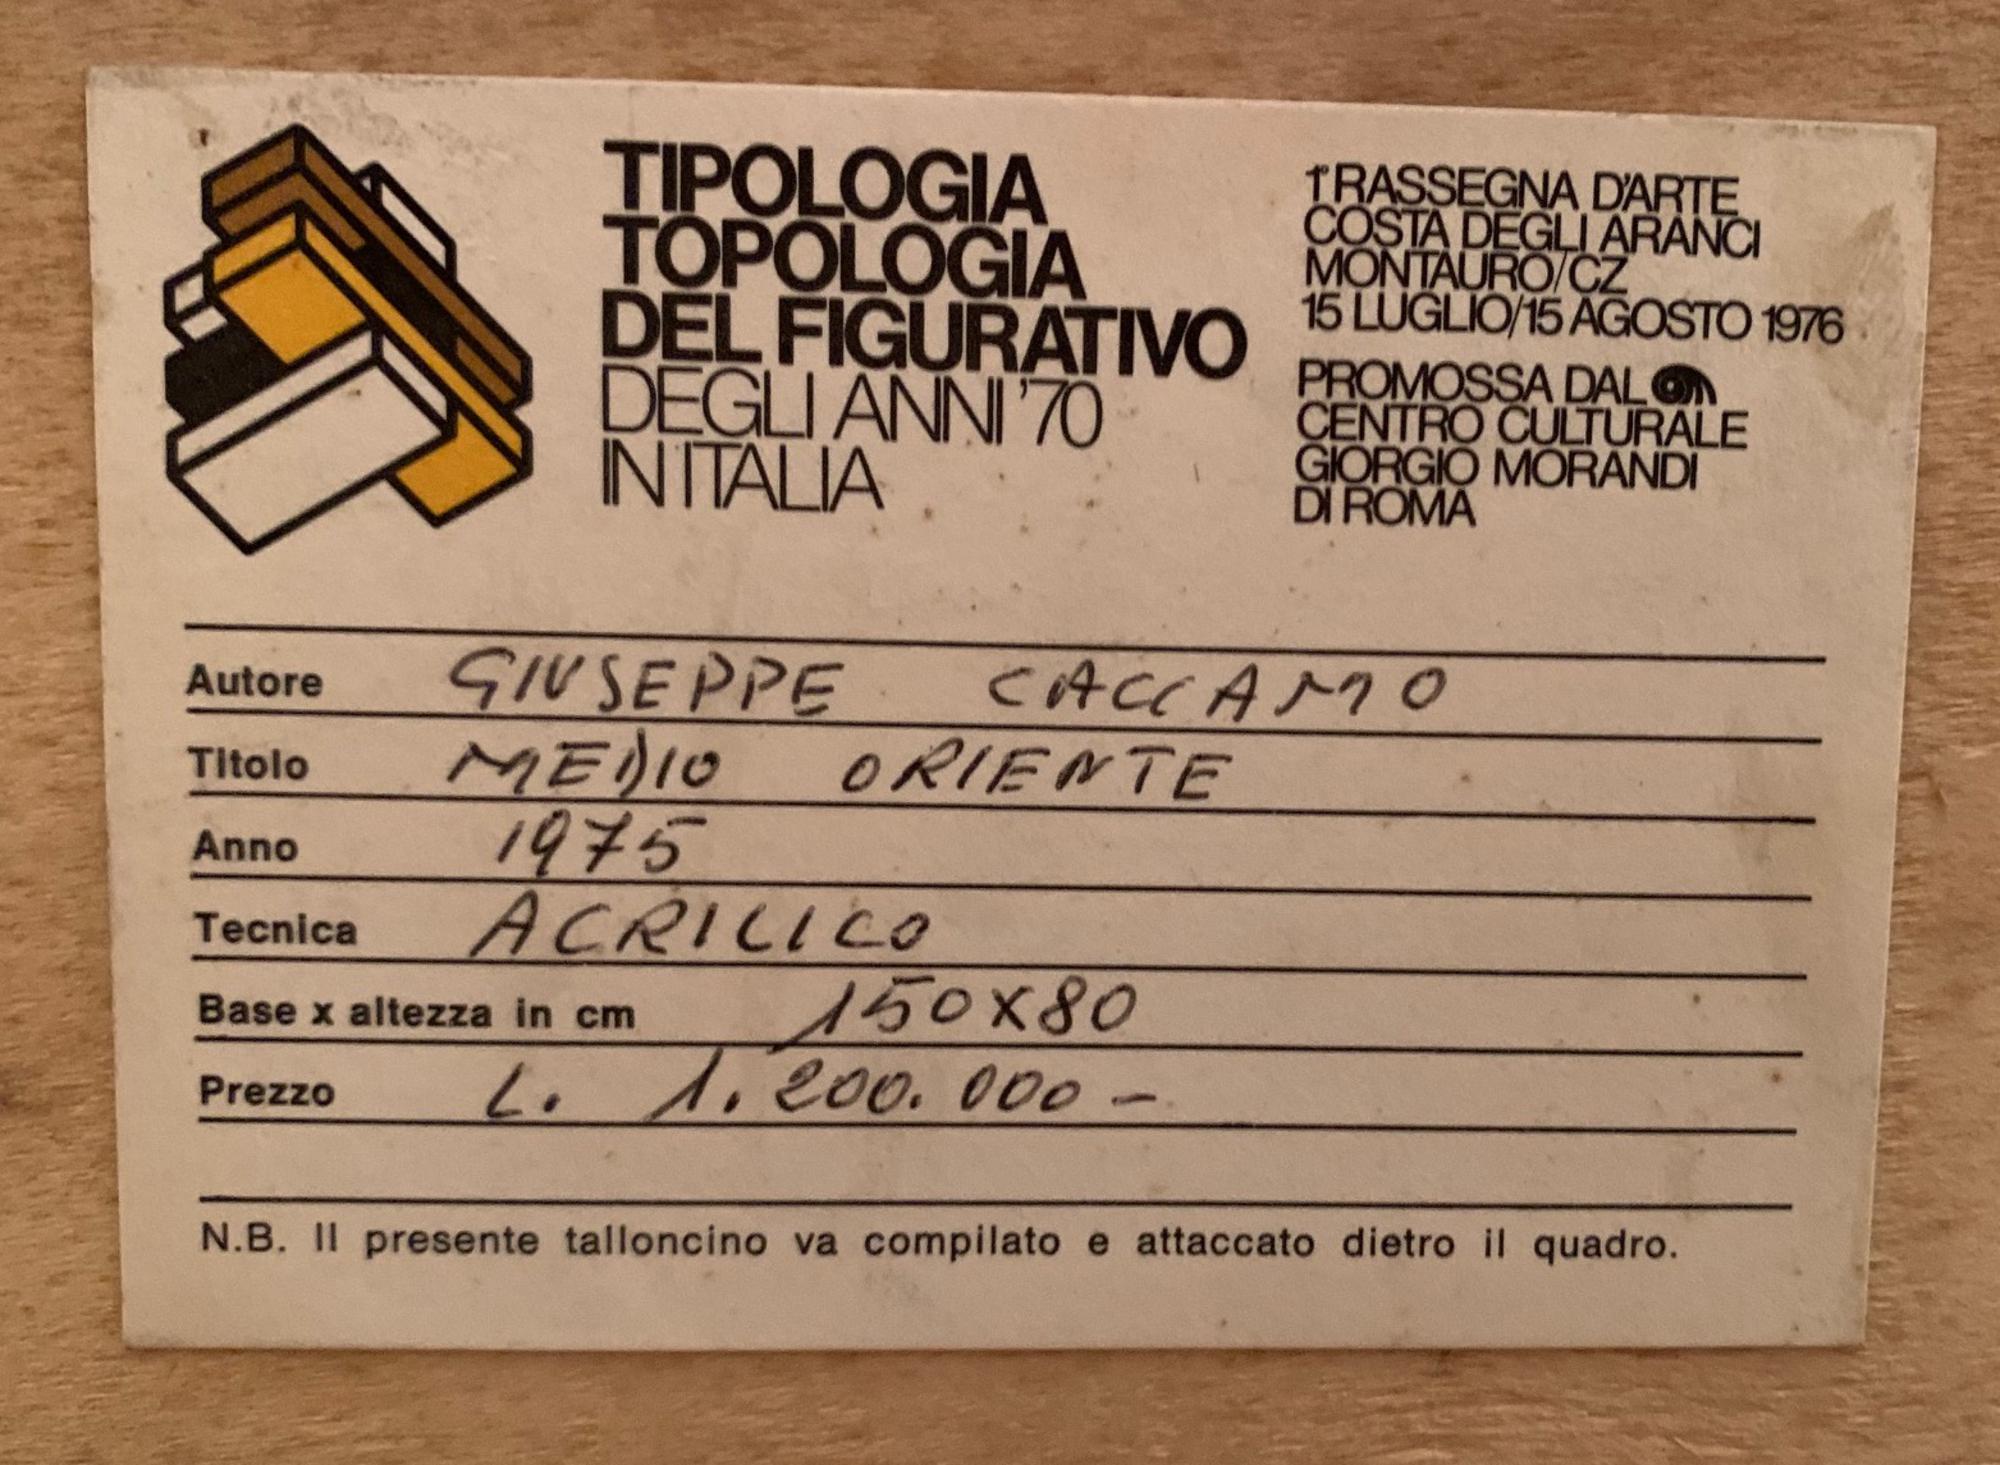 TIPOLOGIA
TOPOLOGIA
DEL FIGURATIVO
DEGLI ANNI '70
IN ITALIA
1ª RASSEGNA D'ARTE
COSTA DEGLI ARANCI
MONTAURO/CZ
15 LUGLIO/15 AGOSTO 1976
PROMOSSA DAL
CENTRO CULTURALE
GIORGIO MORANDI
DI ROMA
Autore GIUSEPPE CACCAMO
Titolo MEDIO ORIENTE
Anno 1975
Tecnica ACRILICO
Base x altezza in cm 150X80
Prezzo L. 1.200.000-
N.B. Il presente talloncino va compilato e attaccato dietro il quadro.